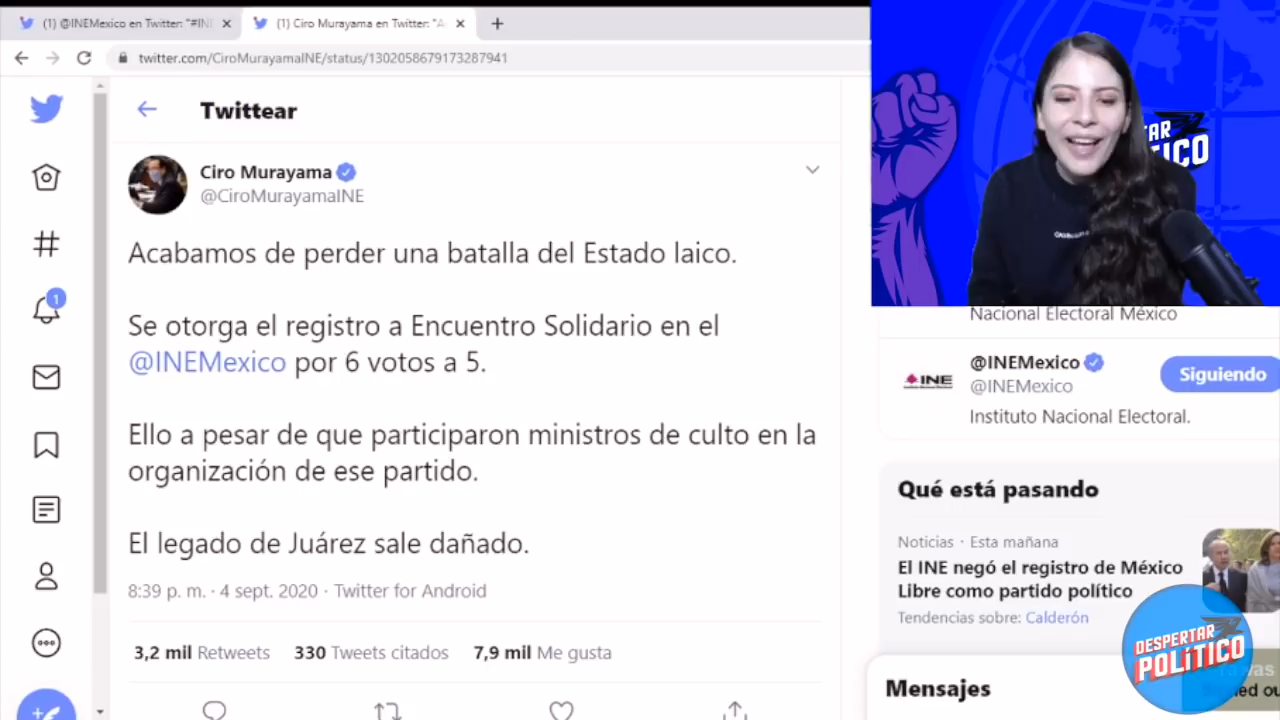 (1) @INEMexico en Twitter: "#INI
(1) Ciro Murayama en Twitter: "A
twitter.com/CiroMurayamaINE/status/1302058679173287941
Twittear
Ciro Murayama
@CiroMurayamaINE
Acabamos de perder una batalla del Estado laico.
Se otorga el registro a Encuentro Solidario en el
@INEMexico por 6 votos a 5.
Ello a pesar de que participaron ministros de culto en la
organización de ese partido.
El legado de Juárez sale dañado.
8:39 p. m. · 4 sept. 2020 · Twitter for Android
3,2 mil Retweets 330 Tweets citados 7,9 mil Me gusta
1
Nacional Electoral México
INE
@INEMexico
@INEMexico
Siguiendo
Instituto Nacional Electoral.
Qué está pasando
Noticias · Esta mañana
El INE negó el registro de México
Libre como partido político
Tendencias sobre: Calderón
Mensajes
DESPERTAR
POLÍTICO